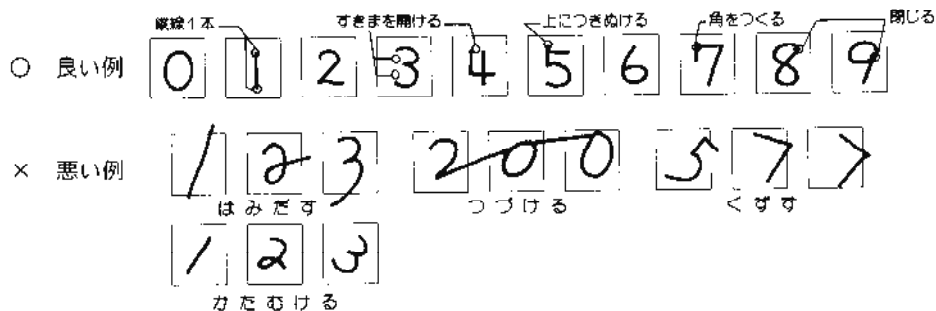 縦線1本 すきまを開ける 上につきぬける 角をつくる 閉じる
○ 良い例 0 1 2 3 4 5 6 7 8 9
× 悪い例 1 2 3 2 0 0 5 7 7
はみだす つづける くずす
1 2 3
かたむける